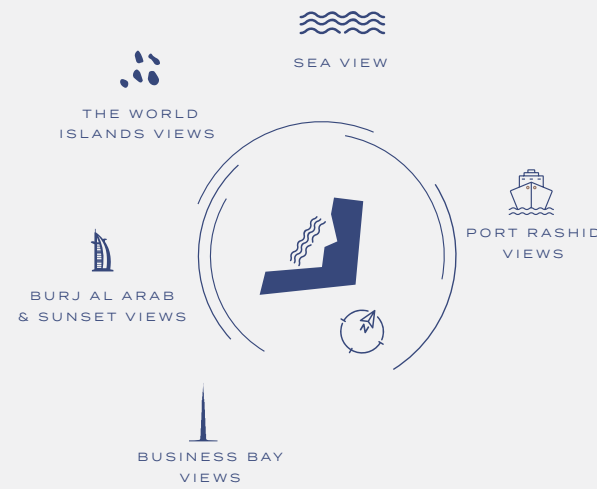 SEA VIEW
THE WORLD
ISLANDS VIEWS
PORT RASHID
VIEWS
BURJ AL ARAB
& SUNSET VIEWS
N
BUSINESS BAY
VIEWS